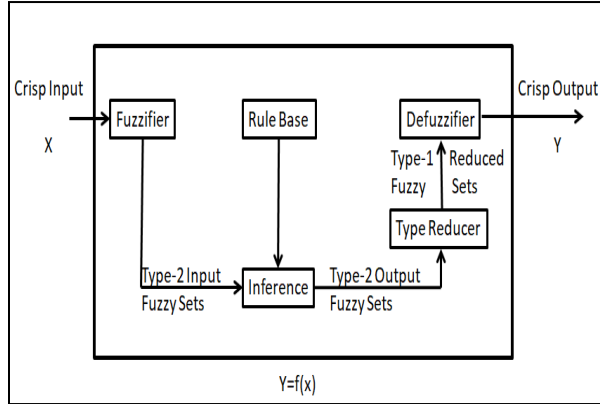 Crisp Input
X
Fuzzifier
Rule Base
Defuzzifier
Crisp Output
Y
Type-1 Reduced
Fuzzy Sets
Type Reducer
Type-2 Input
Fuzzy Sets
Inference
Type-2 Output
Fuzzy Sets
Y=f(x)